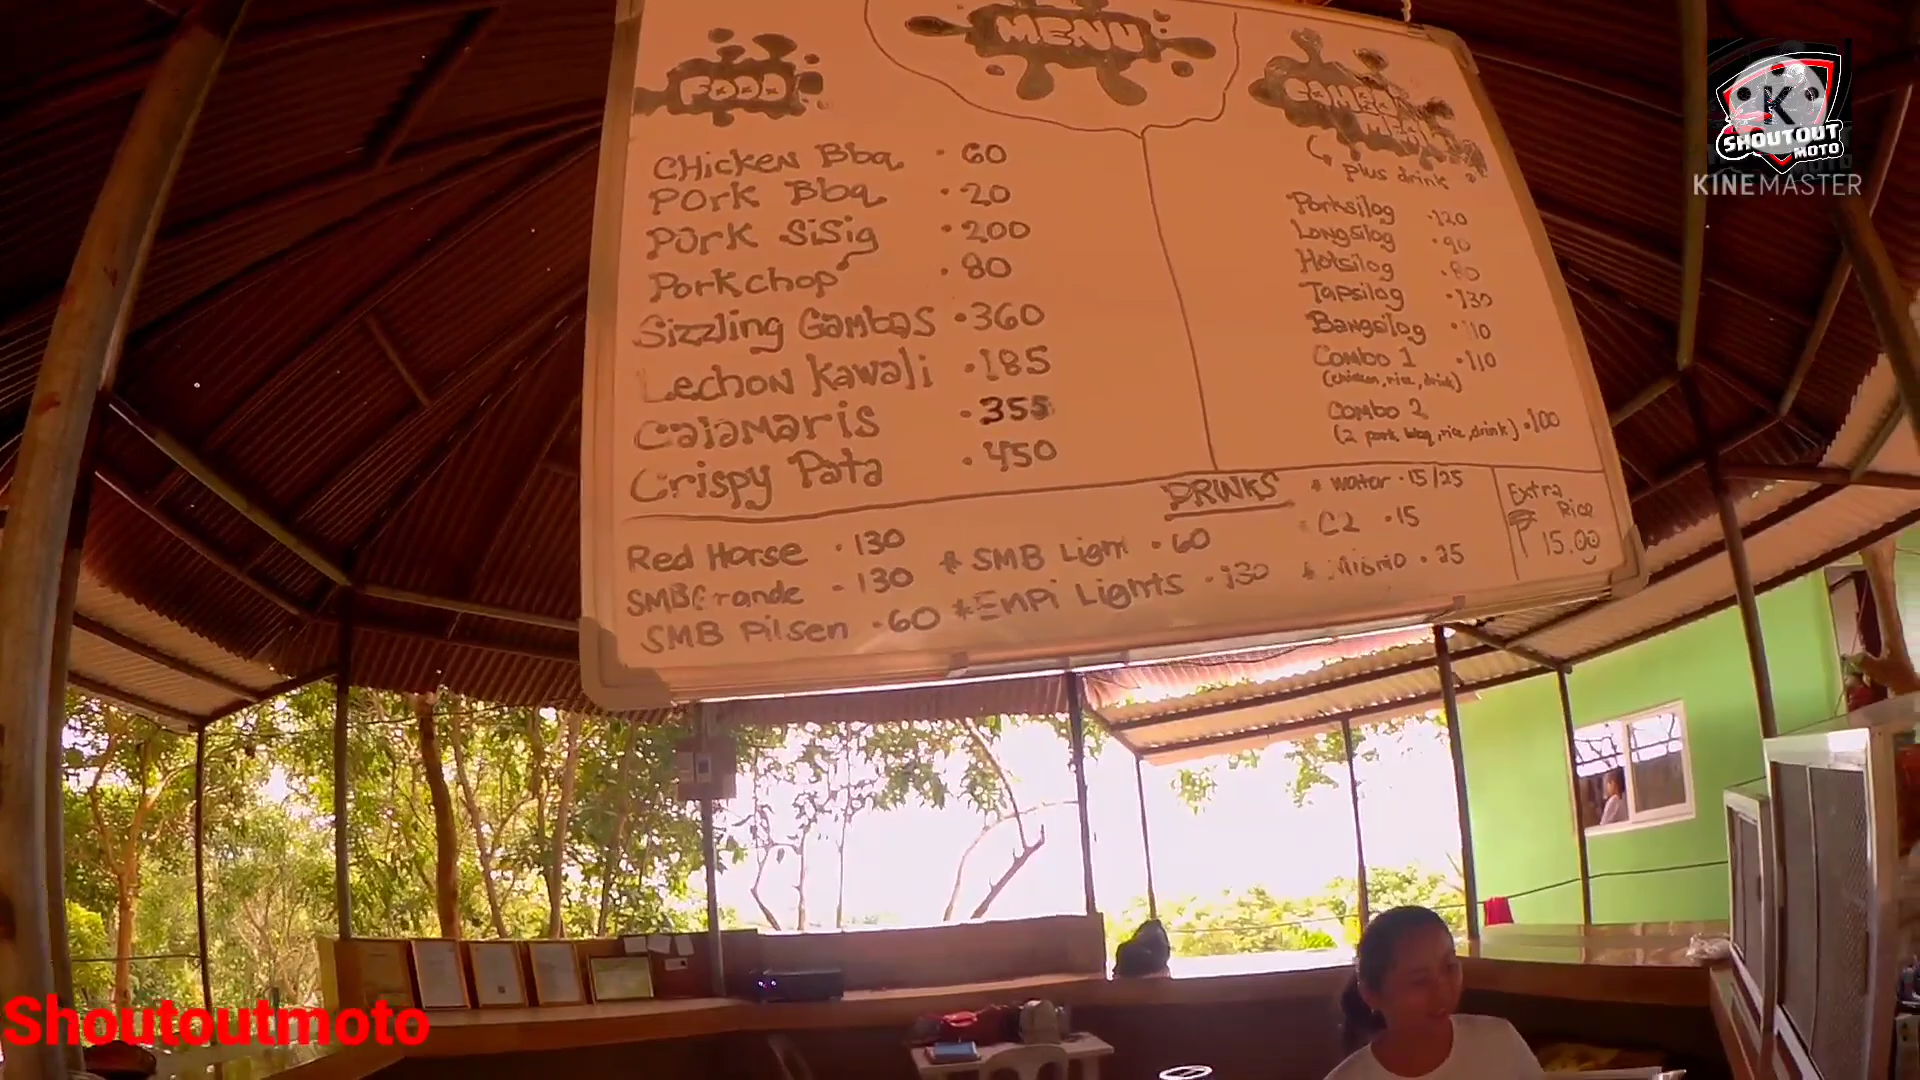 MENU
FOOD
CHicken Bbq · 60
Pork Bbq · 20
Pork SiSig · 200
Porkchop · 80
Sizzling Gambas · 360
Lechon Kawali · 185
Calamaris · 355
Crispy Pata · 450
COMBO MEALS
plus drink
Porksilog · 120
Longsilog · 90
Hotsilog · 80
Tapsilog · 130
Bangsilog · 110
Combo 1 · 110
(chicken, rice, drink)
Combo 2
(2 pork bbq, rice, drink) · 100
DRINKS
Red Horse · 130
SMB Grande - 130
SMB Pilsen · 60
* SMB Light · 60
* Empi Lights · 130
* water · 15/25
C2 · 15
* Mismo · 25
Extra Rice
₱ 15.00
K
SHOUTOUT
MOTO
KINEMASTER
Shoutoutmoto